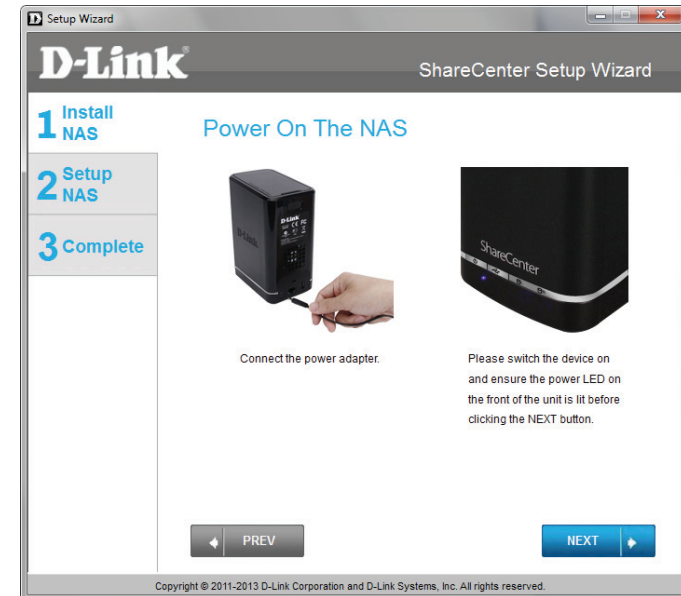 Setup Wizard
D-Link®
ShareCenter Setup Wizard
1 Install
NAS
2 Setup
NAS
3 Complete
Power On The NAS
D-Link
D-Link
ShareCenter
Connect the power adapter.
Please switch the device on
and ensure the power LED on
the front of the unit is lit before
clicking the NEXT button.
PREV
NEXT
Copyright © 2011-2013 D-Link Corporation and D-Link Systems, Inc. All rights reserved.